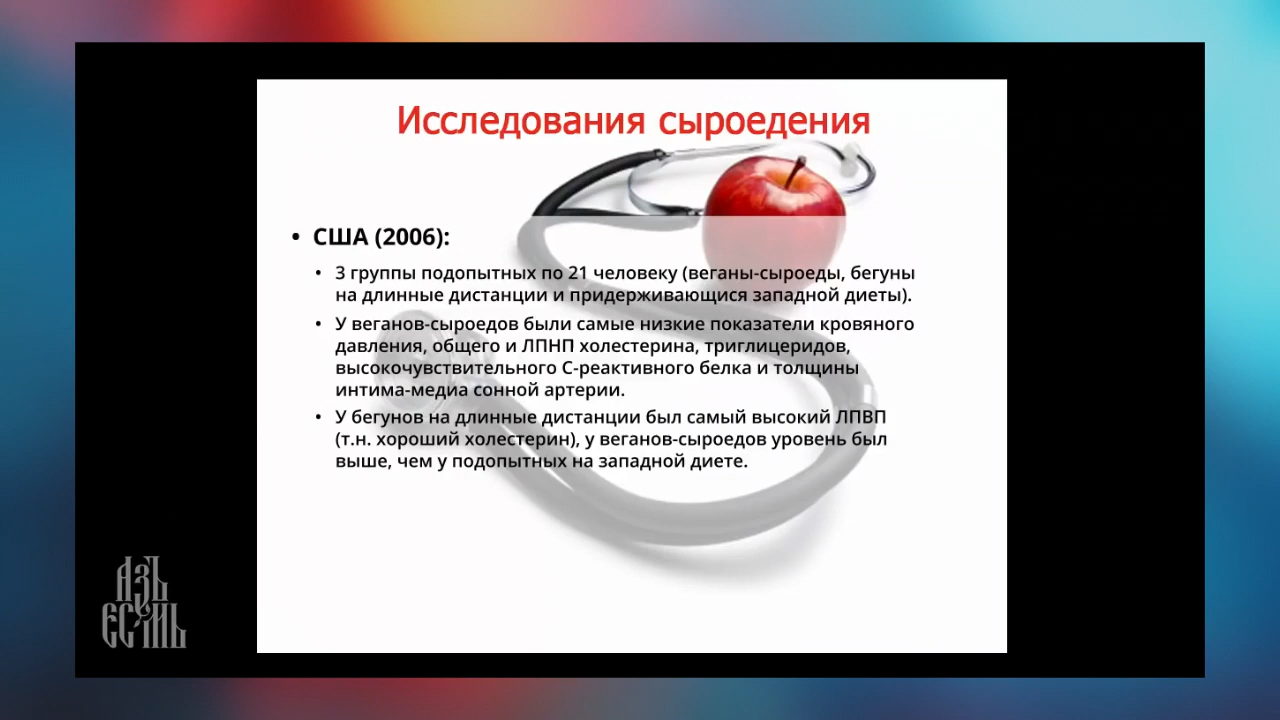 Исследования сыроедения
• США (2006):
• 3 группы подопытных по 21 человеку (веганы-сыроеды, бегуны
на длинные дистанции и придерживающися западной диеты).
• У веганов-сыроедов были самые низкие показатели кровяного
давления, общего и ЛПНП холестерина, триглицеридов,
высокочувствительного С-реактивного белка и толщины
интима-медиа сонной артерии.
• У бегунов на длинные дистанции был самый высокий ЛПВП
(т.н. хороший холестерин), у веганов-сыроедов уровень был
выше, чем у подопытных на западной диете.
АЗЪ
ЕСМЬ